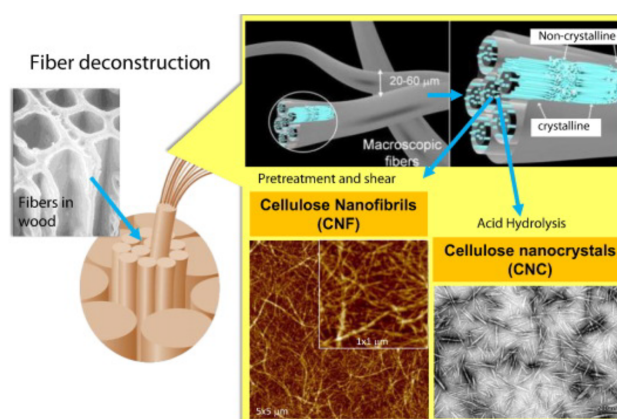 Fiber deconstruction
Fibers in
wood
20-60 µm
Macroscopic
fibers
Non-crystalline
crystalline
Pretreatment and shear
Cellulose Nanofibrils
(CNF)
Acid Hydrolysis
Cellulose nanocrystals
(CNC)
1x1 µm
5x5 µm